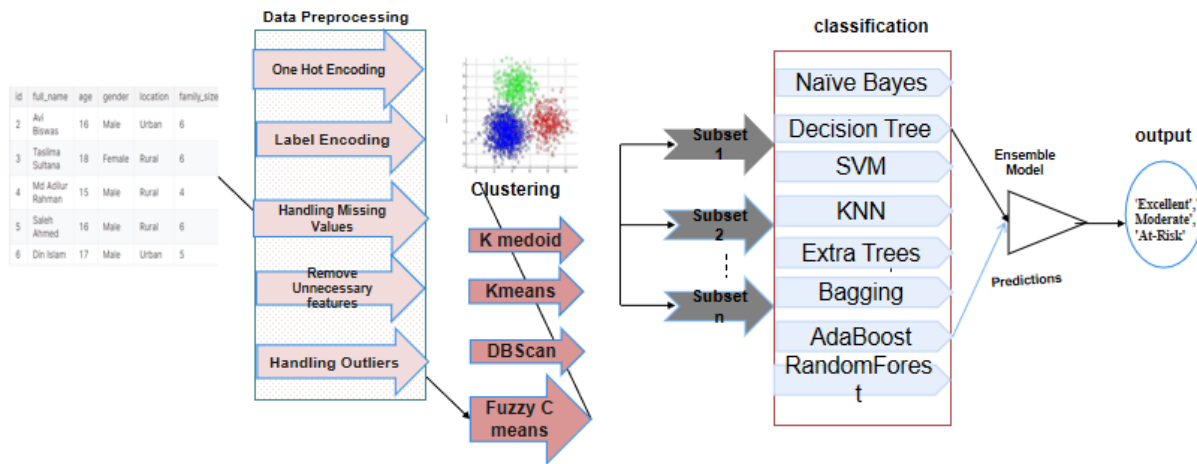 id full_name age gender location family_size
2 Avi Biswas 16 Male Urban 6
3 Taslima Sultana 18 Female Rural 6
4 Md Adilur Rahman 15 Male Rural 4
5 Saleh Ahmed 16 Male Rural 6
6 Din Islam 17 Male Urban 5
Data Preprocessing
One Hot Encoding
Label Encoding
Handling Missing
Values
Remove
Unnecessary
features
Handling Outliers
Clustering
K medoid
Kmeans
DBScan
Fuzzy C
means
Subset
1
Subset
2
Subset
n
classification
Naïve Bayes
Decision Tree
SVM
KNN
Extra Trees
Bagging
AdaBoost
RandomFores
t
Ensemble
Model
Predictions
output
'Excellent','
Moderate',
'At-Risk'